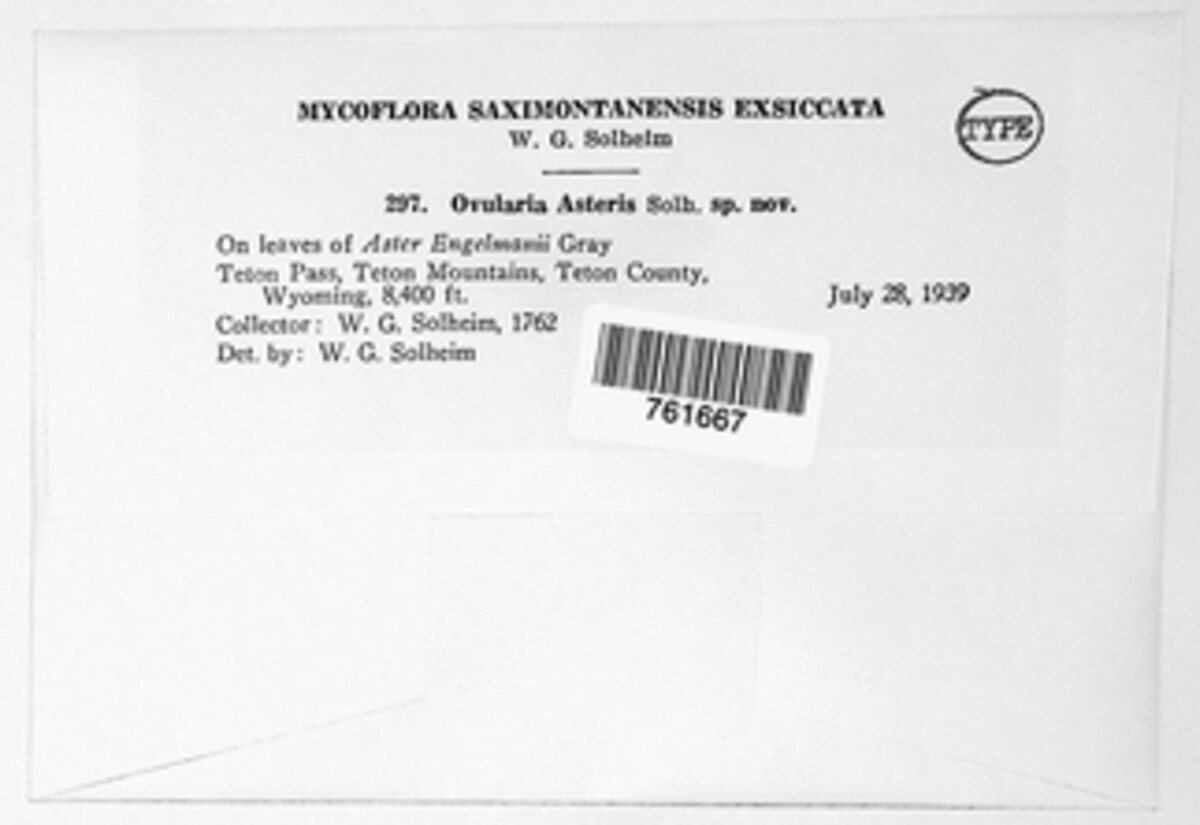 MYCOFLORA SAXIMONTANENSIS EXSICCATA
TYPE
W. G. Solheim
297. Ovularia Asteris Solh. sp. nov.
On leaves of Aster Engelmanii Gray
Teton Pass, Teton Mountains, Teton County,
Wyoming, 8,400 ft. July 28, 1939
Collector: W. G. Solheim, 1762
Det. by: W. G. Solheim
761667